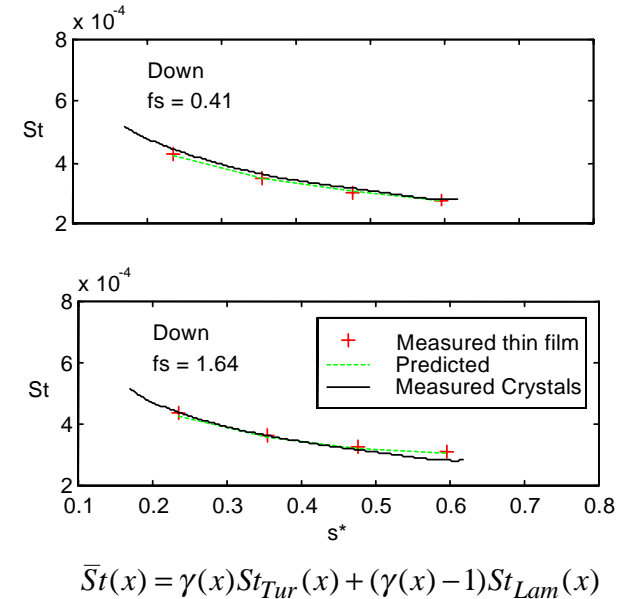 x 10⁻⁴
8
6
St
4
2
Down
fs = 0.41
x 10⁻⁴
8
6
St
4
2
Down
fs = 1.64
Measured thin film
Predicted
Measured Crystals
0.1 0.2 0.3 0.4 0.5 0.6 0.7 0.8
s*
S̅t(x) = γ(x)St_Tur(x) + (γ(x) − 1)St_Lam(x)